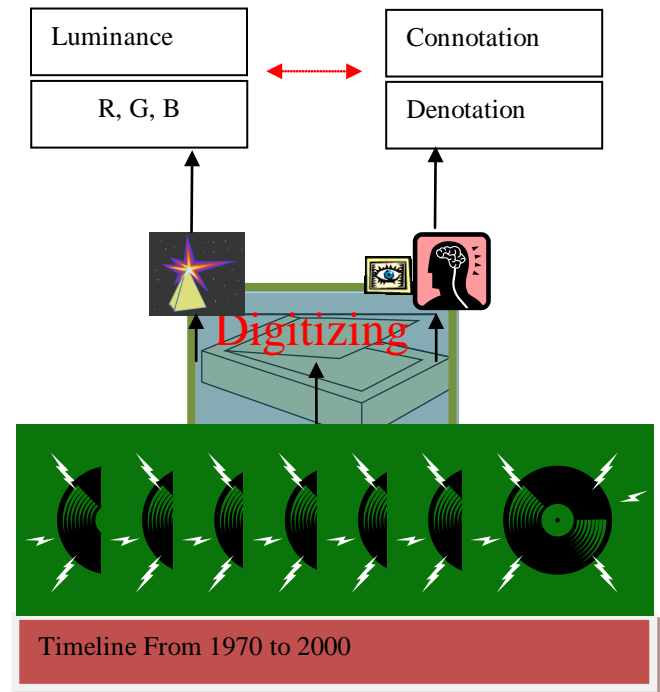 Luminance
Connotation
R, G, B
Denotation
Digitizing
Timeline From 1970 to 2000